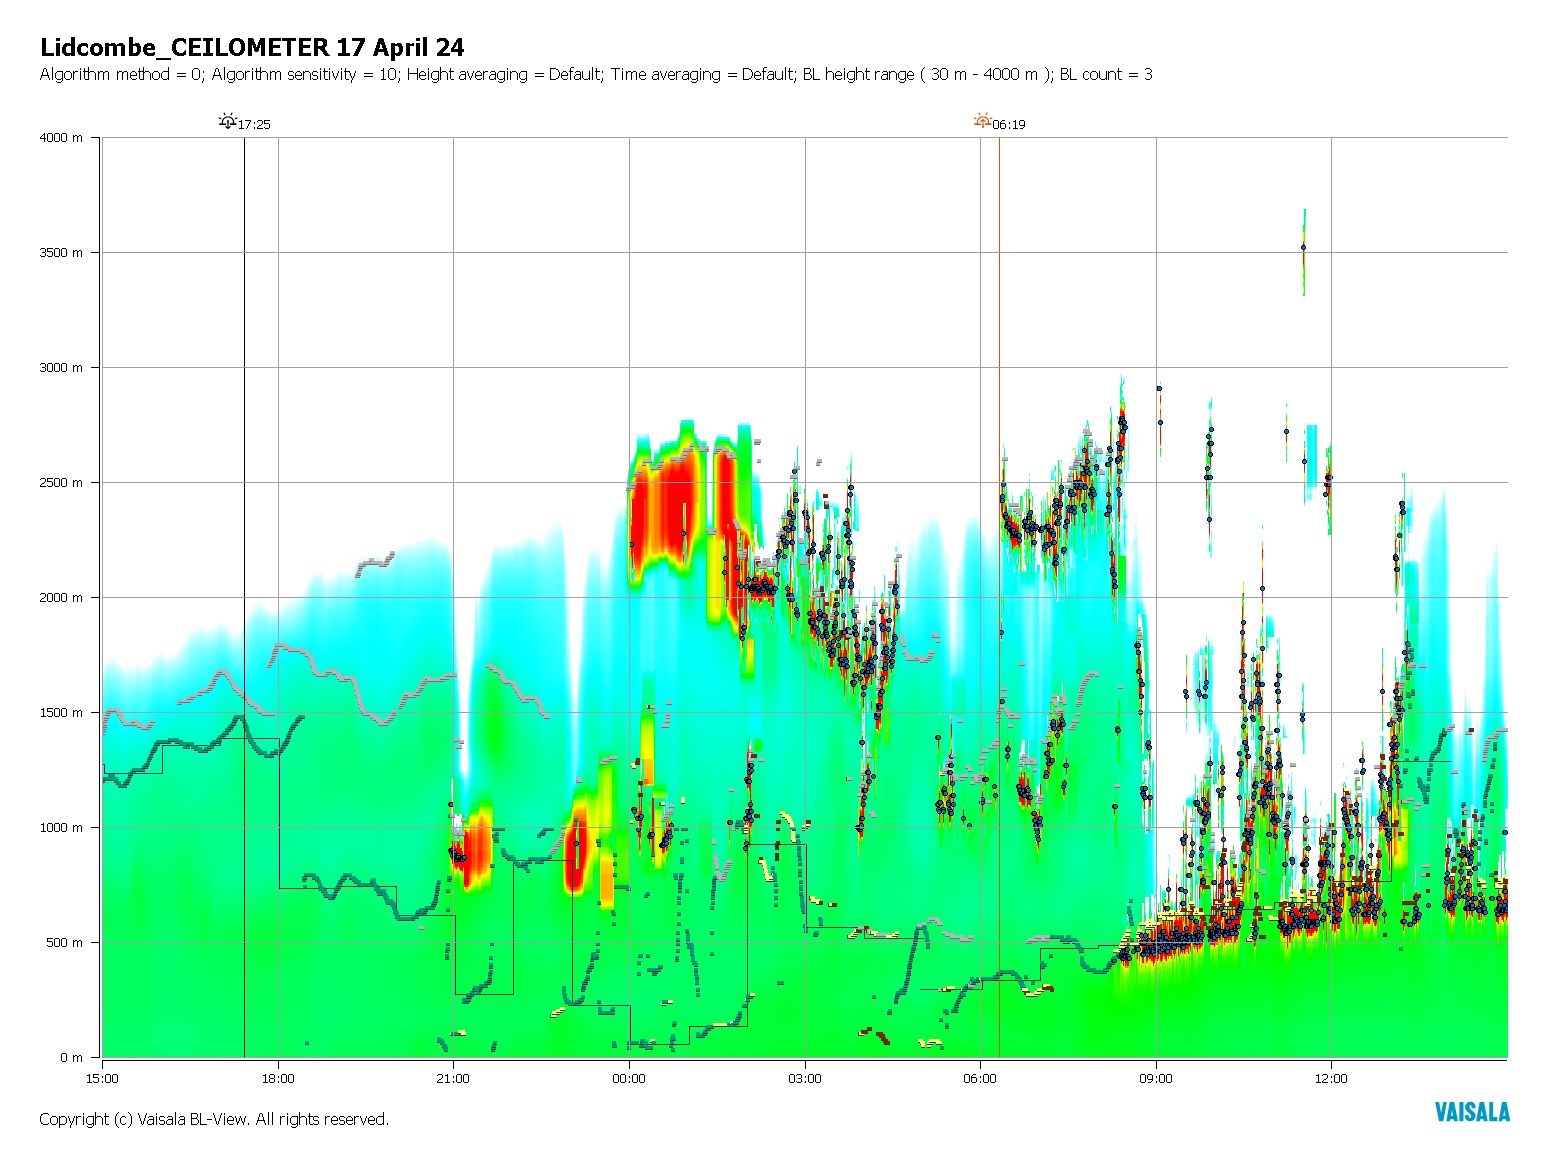 Lidcombe_CEILOMETER 17 April 24
Algorithm method = 0; Algorithm sensitivity = 10; Height averaging = Default; Time averaging = Default; BL height range ( 30 m - 4000 m ); BL count = 3
17:25 06:19
4000 m
3500 m
3000 m
2500 m
2000 m
1500 m
1000 m
500 m
0 m
15:00 18:00 21:00 00:00 03:00 06:00 09:00 12:00
Copyright (c) Vaisala BL-View. All rights reserved.
VAISALA